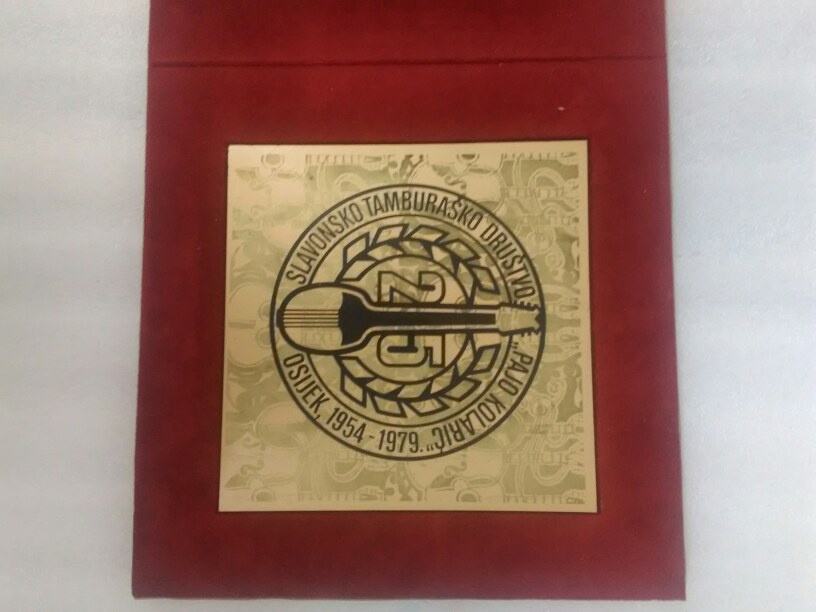 SLAVONSKO TAMBURAŠKO DRUŠTVO
„PAJO KOLARIĆ"
OSIJEK, 1954 - 1979.
25